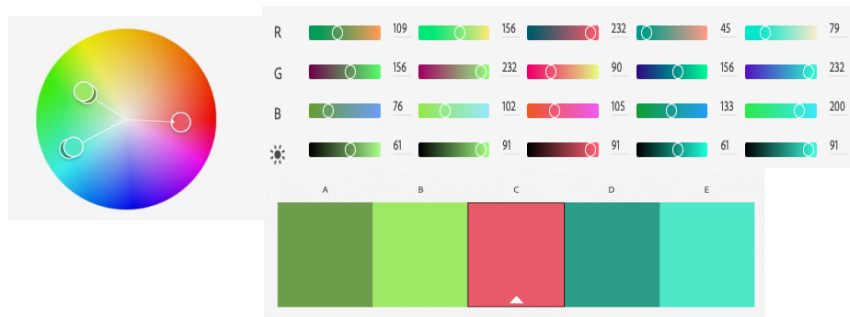 R 109 156 232 45 79
G 156 232 90 156 232
B 76 102 105 133 200
61 91 91 61 91
A B C D E